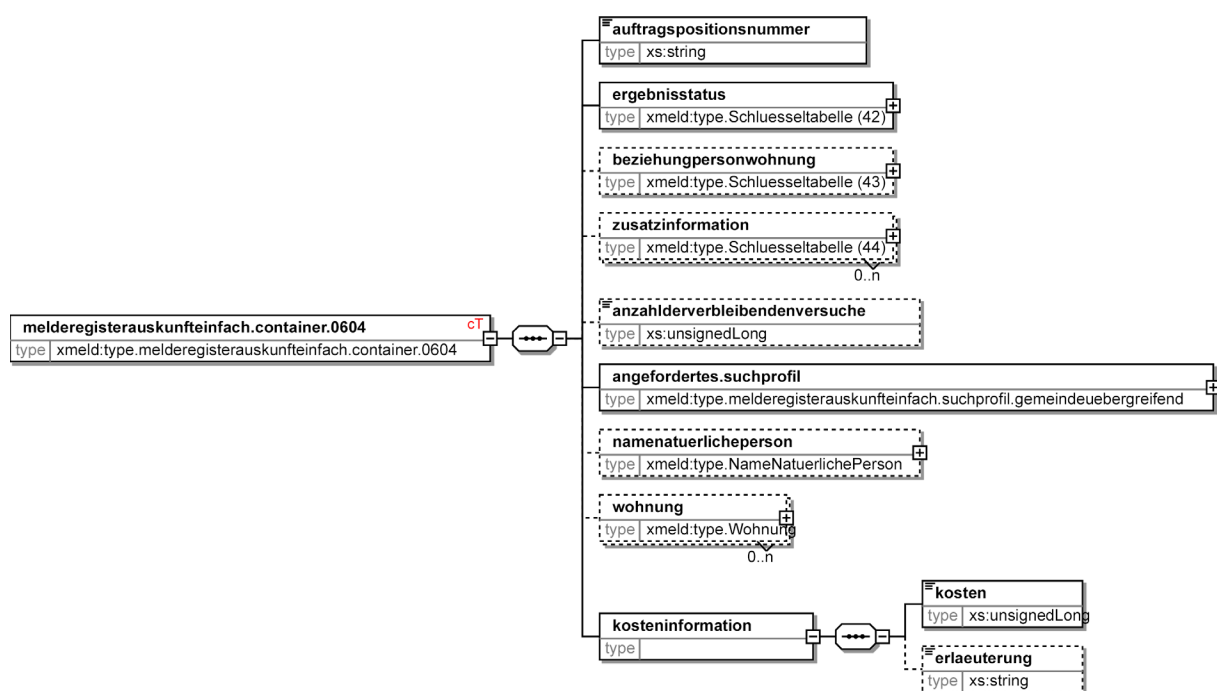 auftragspositionsnummer
type xs:string
ergebnisstatus
type xmeld:type.Schluesseltabelle (42)
beziehungpersonwohnung
type xmeld:type.Schluesseltabelle (43)
zusatzinformation
type xmeld:type.Schluesseltabelle (44)
0..n
anzahlderverbleibendenversuche
type xs:unsignedLong
melderegisterauskunfteinfach.container.0604 cT
type xmeld:type.melderegisterauskunfteinfach.container.0604
angefordertes.suchprofil
type xmeld:type.melderegisterauskunfteinfach.suchprofil.gemeindeuebergreifend
namenatuerlicheperson
type xmeld:type.NameNatuerlichePerson
wohnung
type xmeld:type.Wohnung
0..n
kosteninformation
type
kosten
type xs:unsignedLong
erlaeuterung
type xs:string